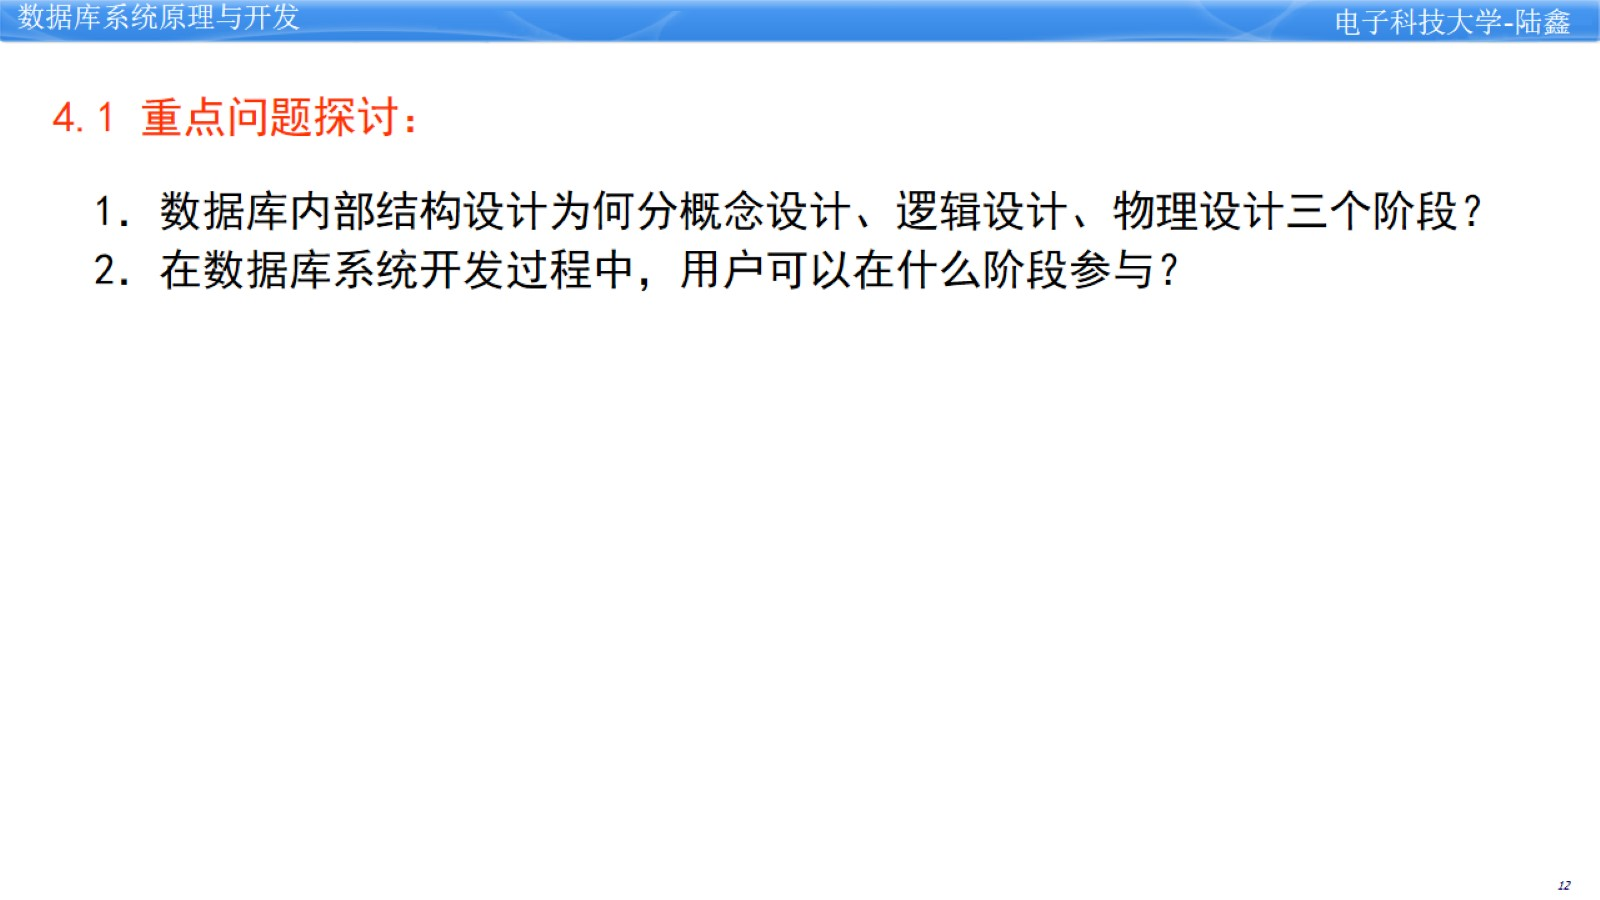 数据库系统原理与开发
电子科技大学-陆鑫
4.1 重点问题探讨：
1. 数据库内部结构设计为何分概念设计、逻辑设计、物理设计三个阶段？
2. 在数据库系统开发过程中，用户可以在什么阶段参与？
12